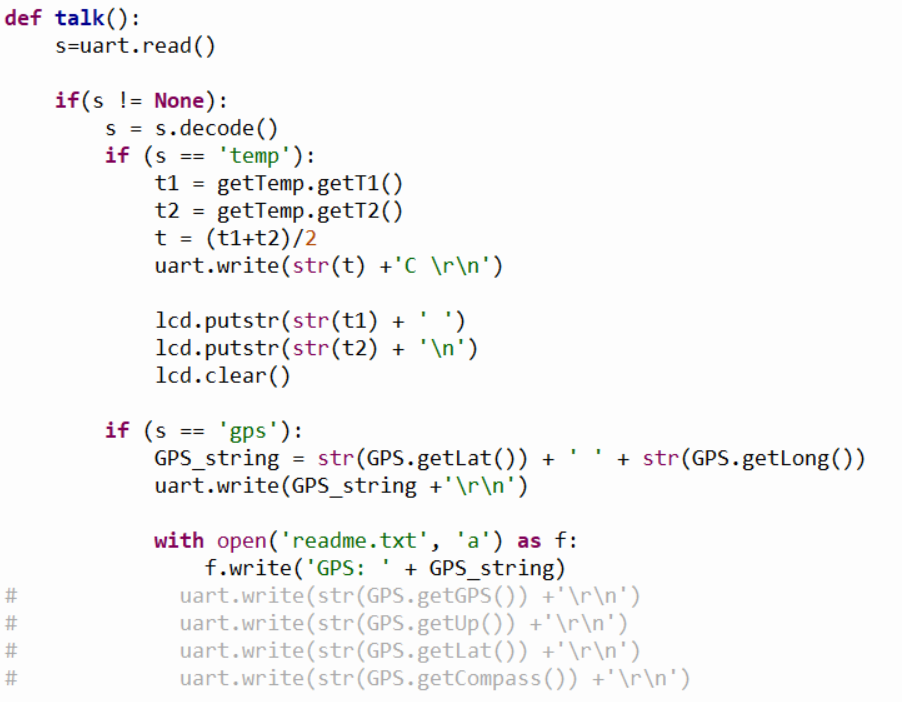 def talk():
    s=uart.read()

    if(s != None):
        s = s.decode()
        if (s == 'temp'):
            t1 = getTemp.getT1()
            t2 = getTemp.getT2()
            t = (t1+t2)/2
            uart.write(str(t) +'C \r\n')

            lcd.putstr(str(t1) + ' ')
            lcd.putstr(str(t2) + '\n')
            lcd.clear()

        if (s == 'gps'):
            GPS_string = str(GPS.getLat()) + ' ' + str(GPS.getLong())
            uart.write(GPS_string +'\r\n')

            with open('readme.txt', 'a') as f:
                f.write('GPS: ' + GPS_string)
#             uart.write(str(GPS.getGPS()) +'\r\n')
#             uart.write(str(GPS.getUp()) +'\r\n')
#             uart.write(str(GPS.getLat()) +'\r\n')
#             uart.write(str(GPS.getCompass()) +'\r\n')